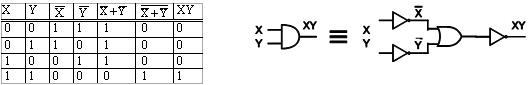 X Y X̅ Y̅ X̅+Y̅ X̅+Y̅ XY
0 0 1 1 1 0 0
0 1 1 0 1 0 0
1 0 0 1 1 0 0
1 1 0 0 0 1 1
X Y XY ≡ X Y X̅ Y̅ XY